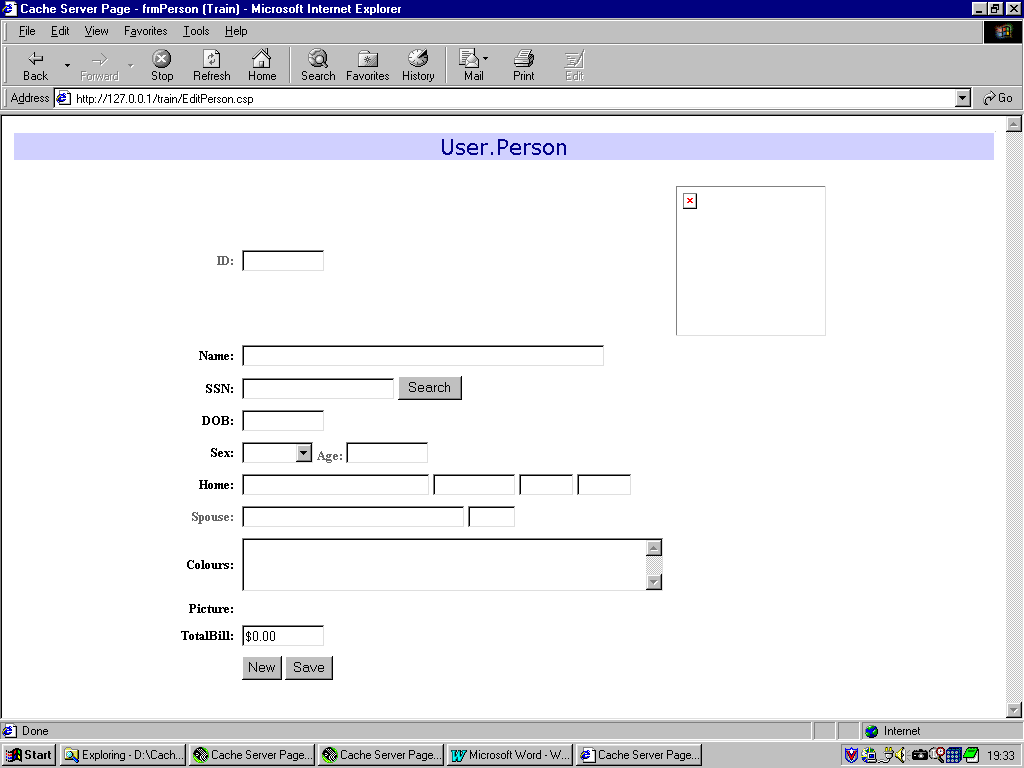 Cache Server Page - frmPerson (Train) - Microsoft Internet Explorer
File Edit View Favorites Tools Help
Back Forward Stop Refresh Home Search Favorites History Mail Print Edit
Address http://127.0.0.1/train/EditPerson.csp Go
User.Person
ID:
Name:
SSN: Search
DOB:
Sex: Age:
Home:
Spouse:
Colours:
Picture:
TotalBill: $0.00
New Save
Done Internet
Start Exploring - D:\Cach... Cache Server Page... Cache Server Page... Microsoft Word - W... Cache Server Page... 19:33